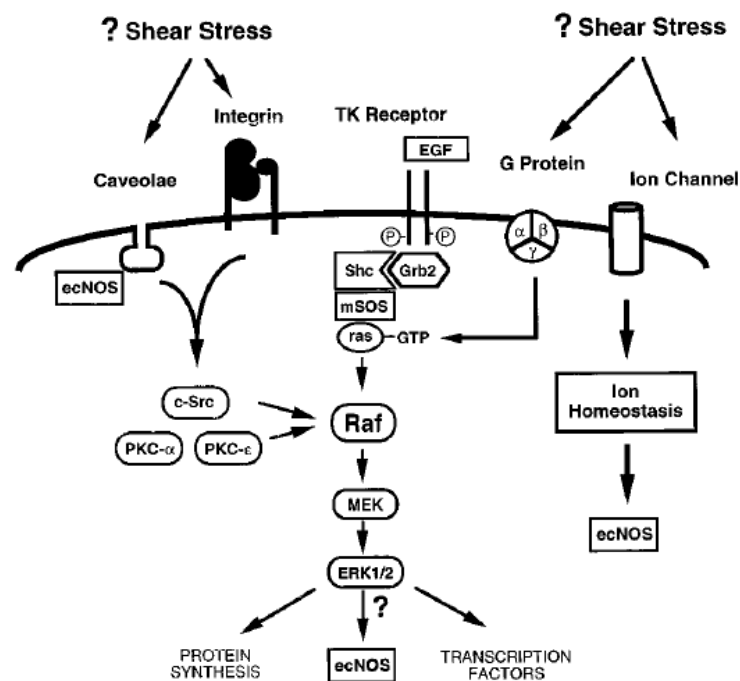 ? Shear Stress
? Shear Stress
Integrin
TK Receptor
EGF
G Protein
Caveolae
Ion Channel
P
P
α
β
γ
ecNOS
Shc
Grb2
mSOS
ras
GTP
c-Src
Ion
Homeostasis
PKC-α
PKC-ε
Raf
MEK
ecNOS
ERK1/2
?
PROTEIN
SYNTHESIS
ecNOS
TRANSCRIPTION
FACTORS